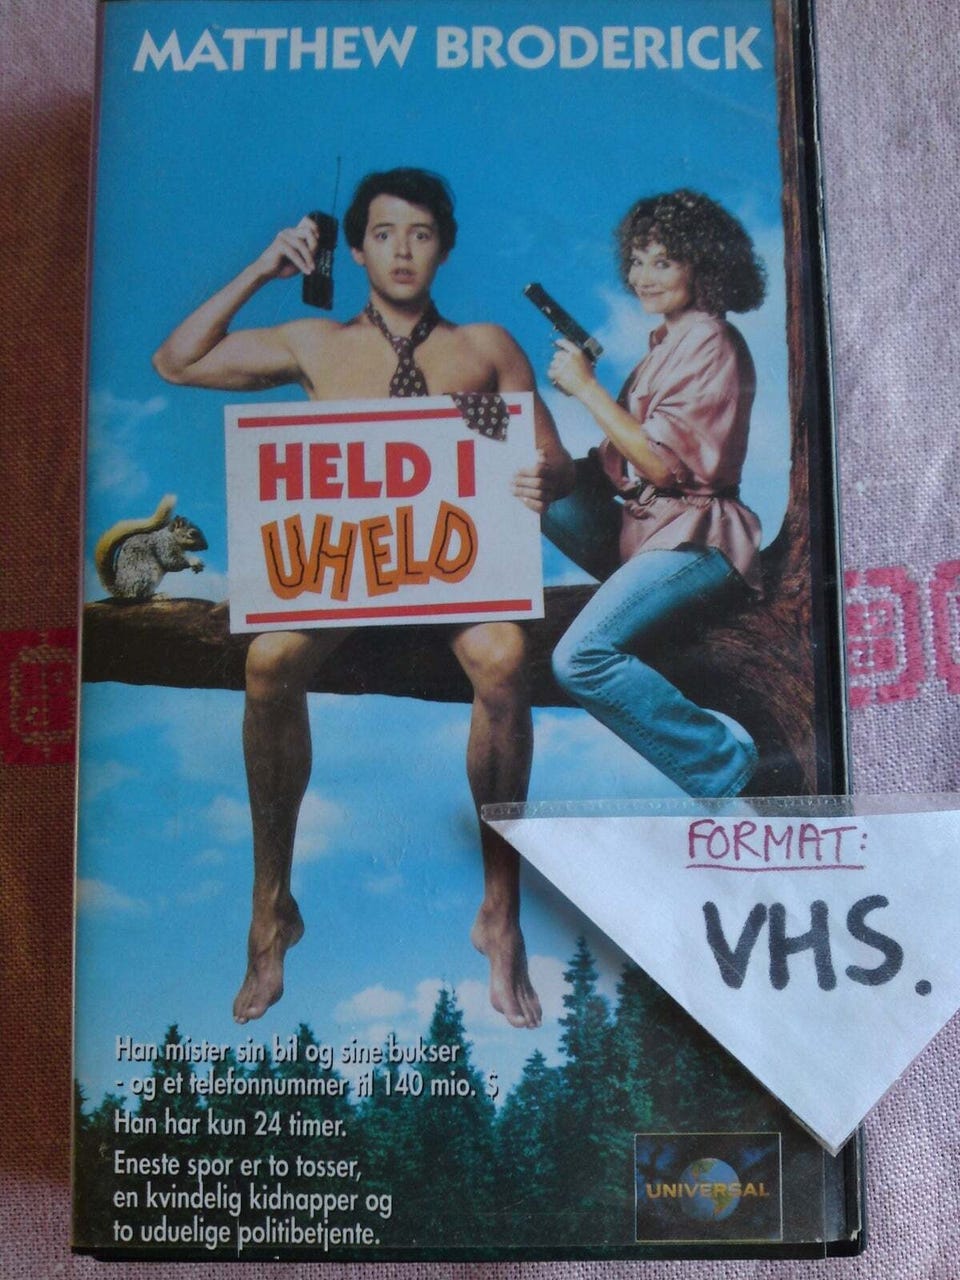 MATTHEW BRODERICK
HELD I
UHELD
FORMAT:
VHS.
Han mister sin bil og sine bukser
- og et telefonnummer til 140 mio. $
Han har kun 24 timer.
Eneste spor er to tosser,
en kvindelig kidnapper og
to uduelige politibetjente.
UNIVERSAL